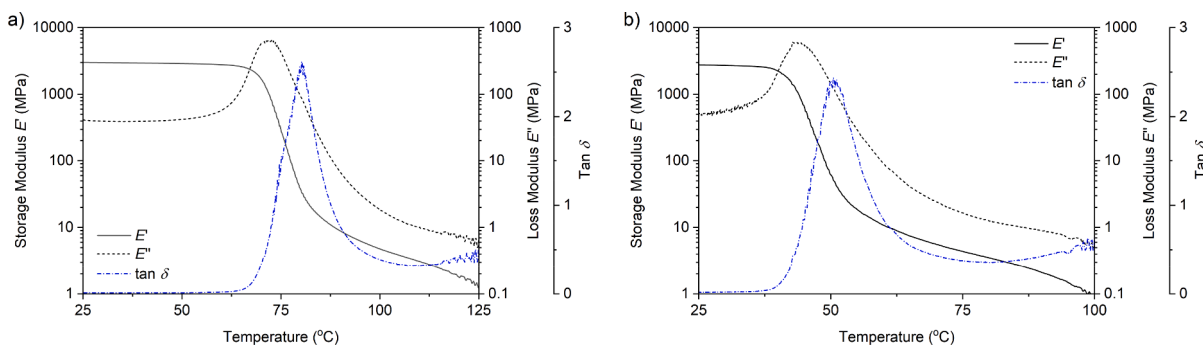 a)
Storage Modulus E' (MPa)
10000
1000
100
10
1
E'
E"
tan δ
25
50
75
100
125
Temperature (°C)
1000
100
10
1
0.1
Loss Modulus E" (MPa)
3
2
1
0
Tan δ
b)
Storage Modulus E' (MPa)
10000
1000
100
10
1
E'
E"
tan δ
25
50
75
100
Temperature (°C)
1000
100
10
1
0.1
Loss Modulus E" (MPa)
3
2
1
0
Tan δ